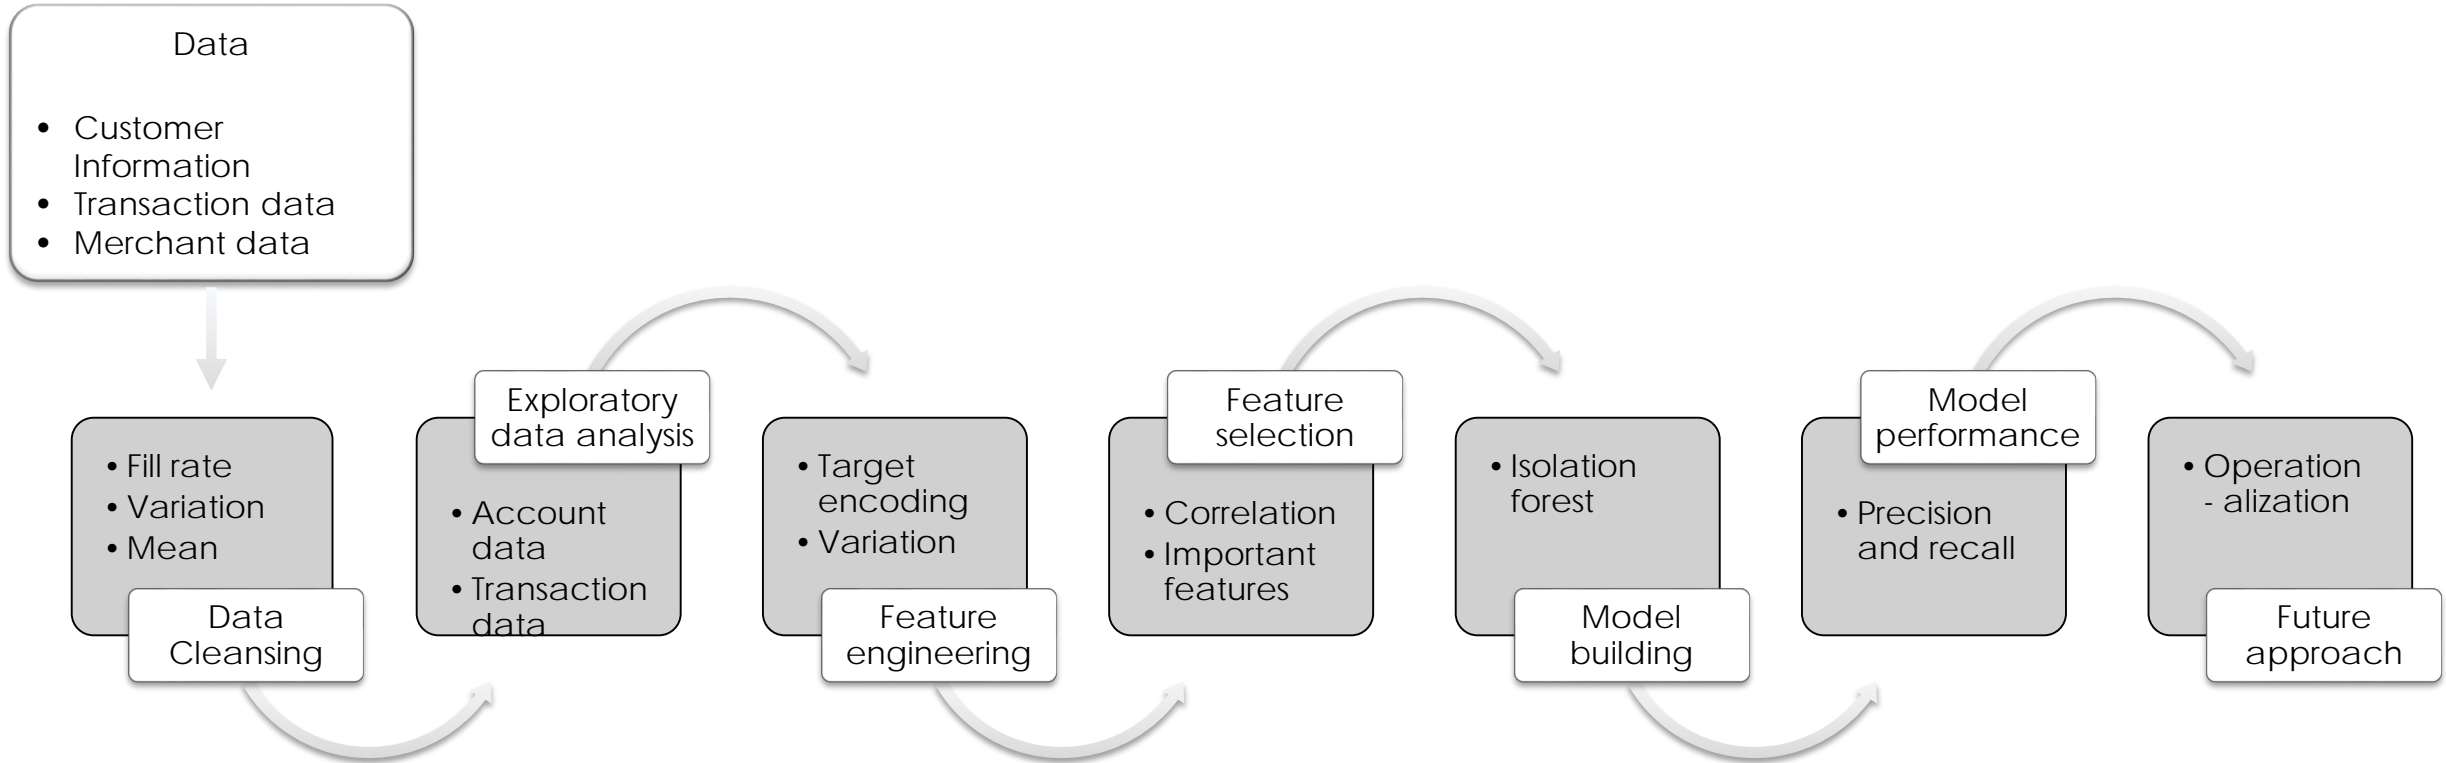 Data
• Customer
Information
• Transaction data
• Merchant data
• Fill rate
• Variation
• Mean
Data
Cleansing
Exploratory
data analysis
• Account
data
• Transaction
data
• Target
encoding
• Variation
Feature
engineering
Feature
selection
• Correlation
• Important
features
• Isolation
forest
Model
building
Model
performance
• Precision
and recall
• Operation
- alization
Future
approach